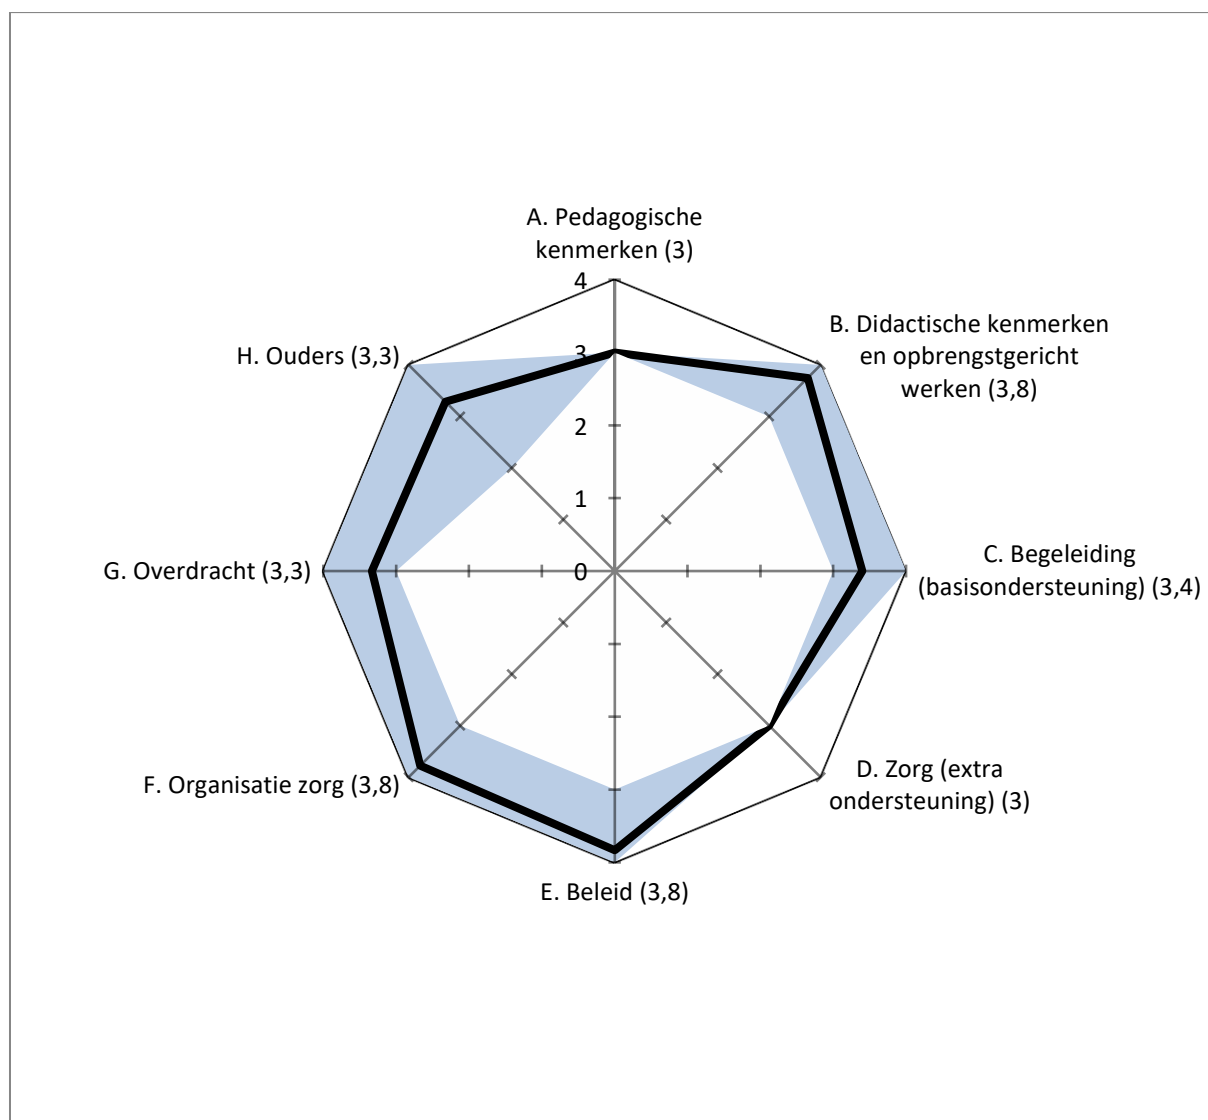 A. Pedagogische
kenmerken (3)
B. Didactische kenmerken
en opbrengstgericht
werken (3,8)
C. Begeleiding
(basisondersteuning) (3,4)
D. Zorg (extra
ondersteuning) (3)
E. Beleid (3,8)
F. Organisatie zorg (3,8)
G. Overdracht (3,3)
H. Ouders (3,3)
4
3
2
1
0